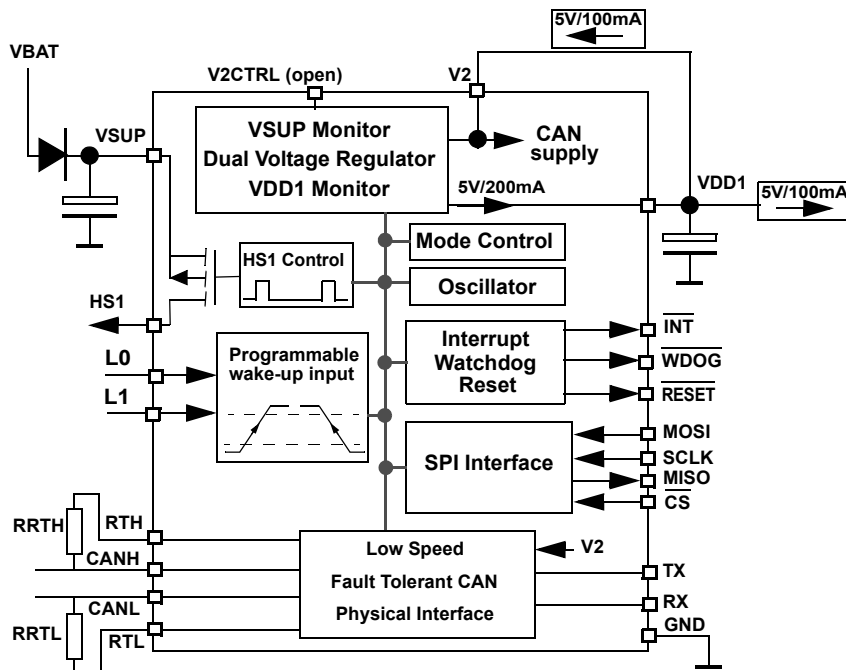 5V/100mA
VBAT
V2CTRL (open)
V2
VSUP
VSUP Monitor
Dual Voltage Regulator
VDD1 Monitor
CAN
supply
5V/200mA
VDD1
5V/100mA
Mode Control
HS1 Control
Oscillator
HS1
L0
L1
Programmable
wake-up input
Interrupt
Watchdog
Reset
INT
WDOG
RESET
SPI Interface
MOSI
SCLK
MISO
CS
RRTH
RTH
CANH
CANL
RRTL
RTL
Low Speed
Fault Tolerant CAN
Physical Interface
V2
TX
RX
GND